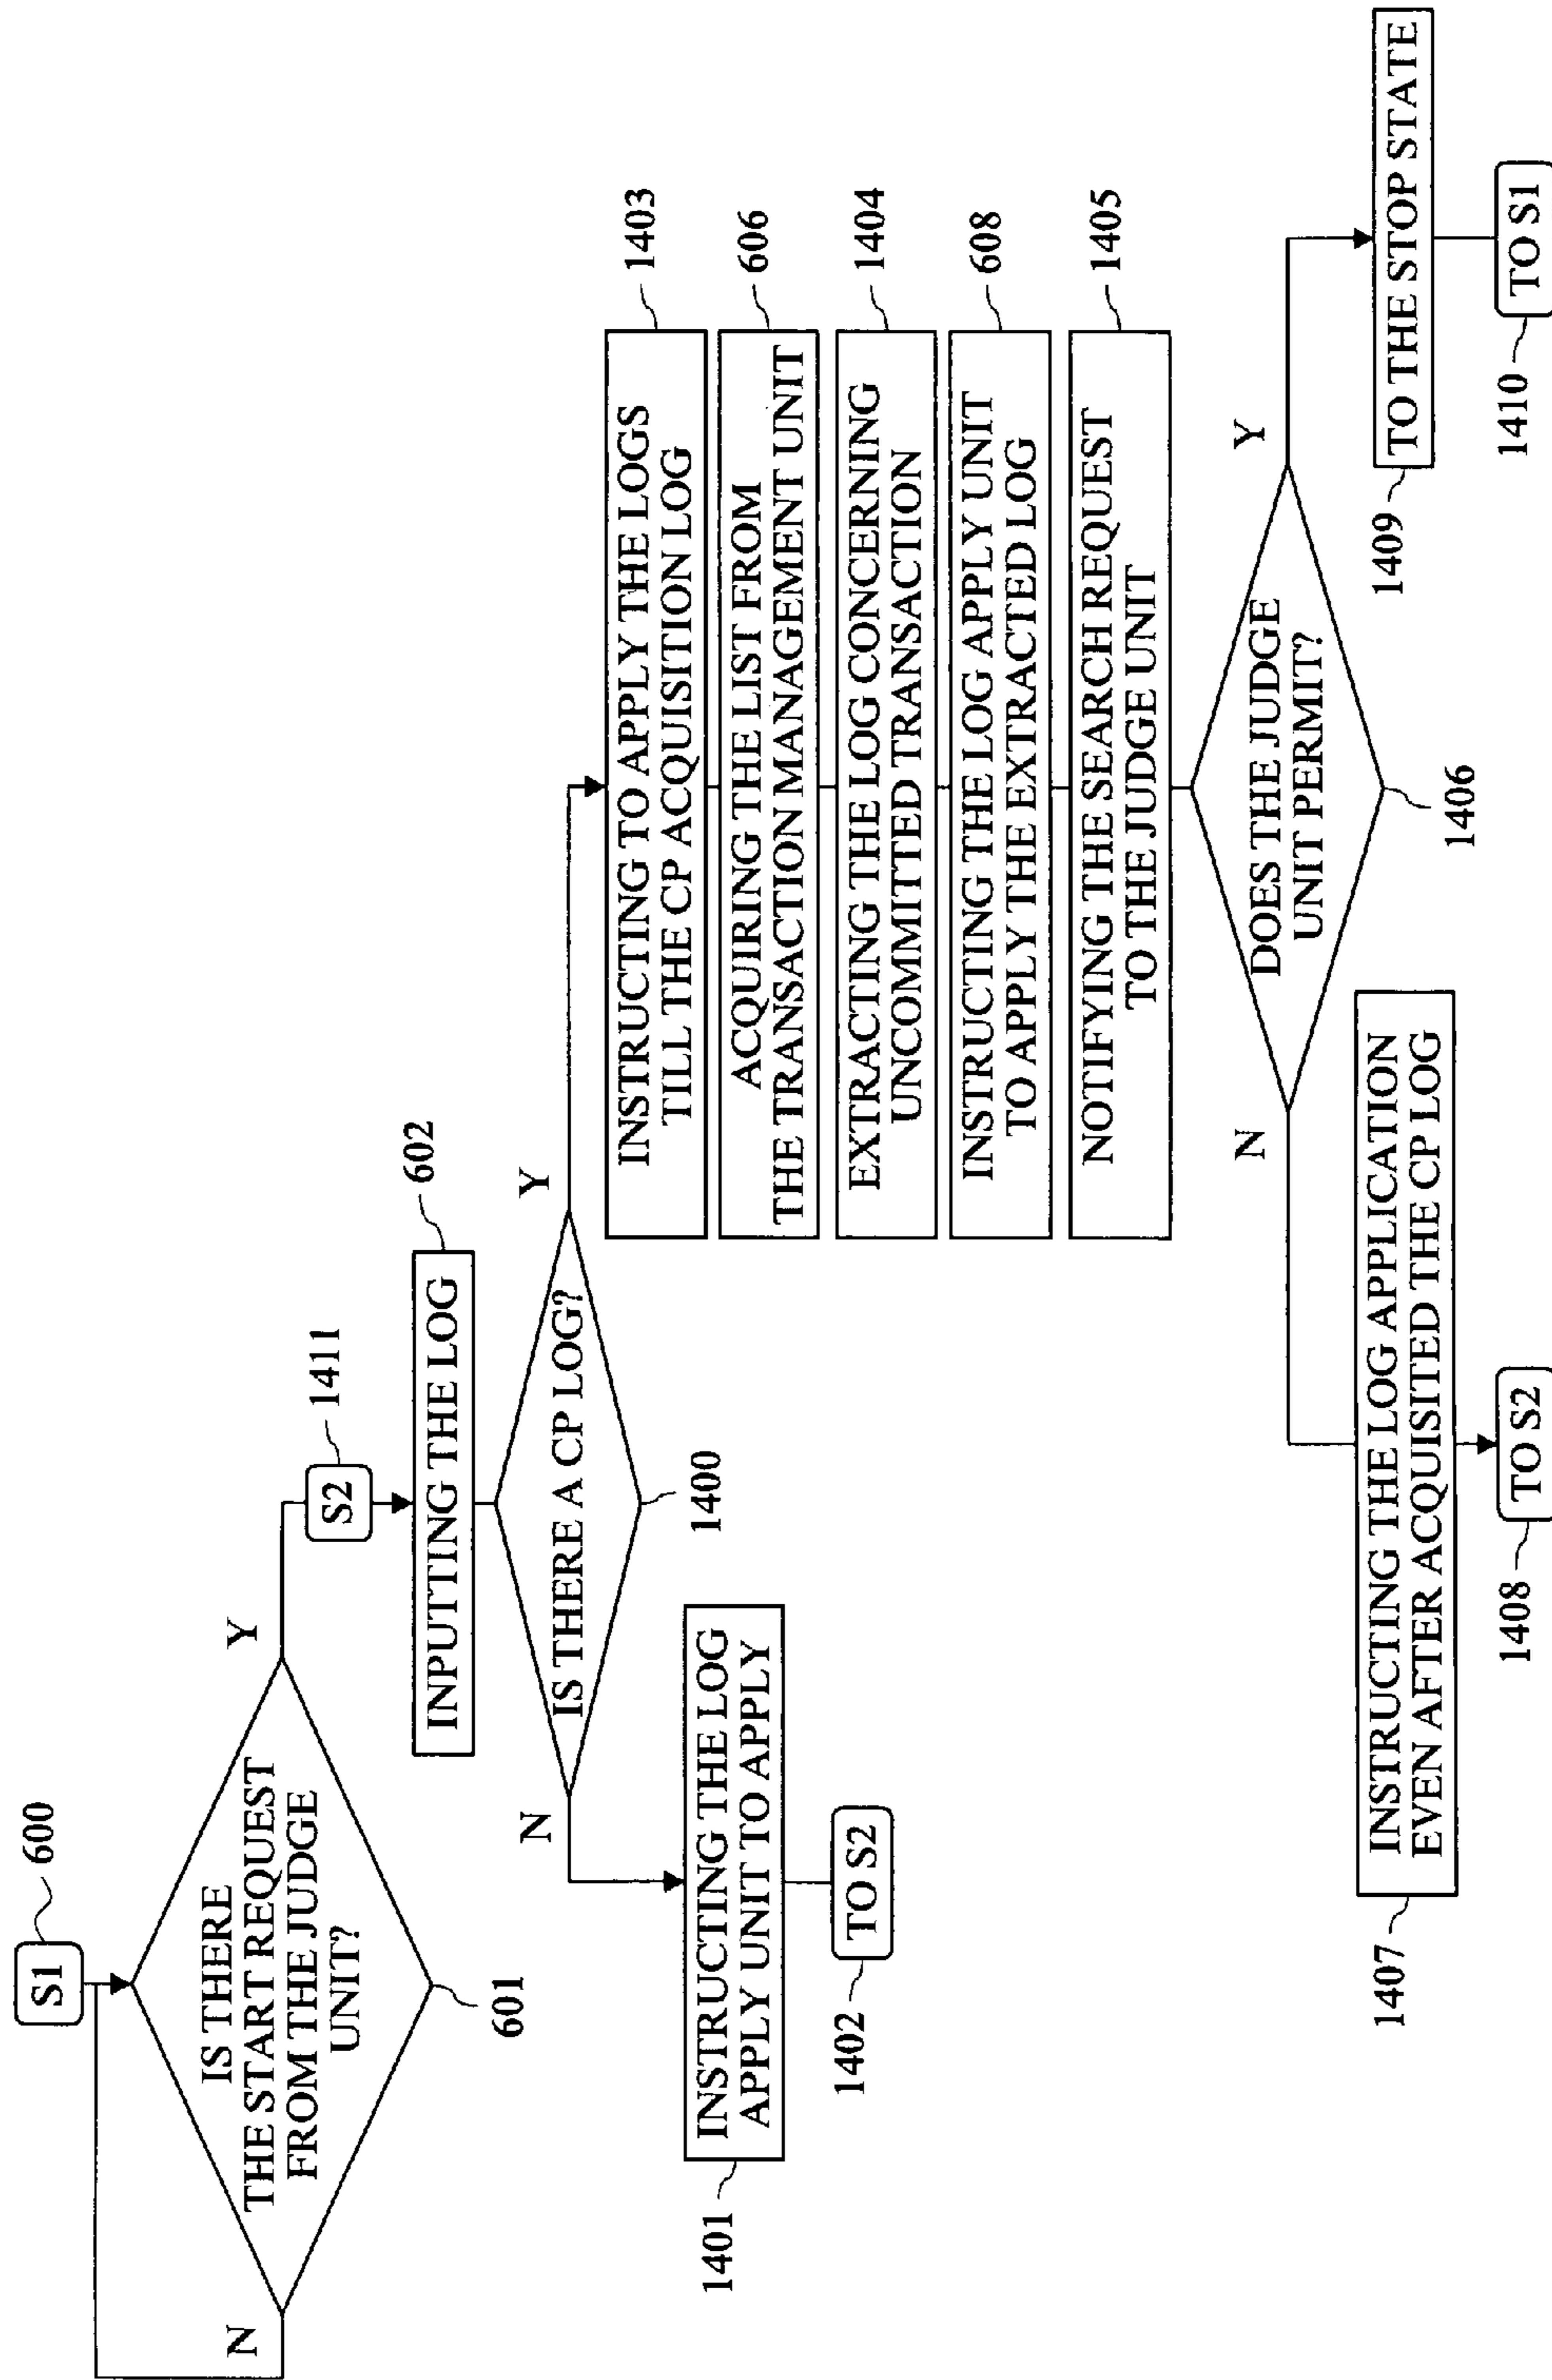 S1
600
IS THERE
THE START REQUEST
FROM THE JUDGE
UNIT?
601
N
Y
S2
1411
INPUTTING THE LOG
602
IS THERE A CP LOG?
1400
N
Y
INSTRUCTING THE LOG
APPLY UNIT TO APPLY
1401
TO S2
1402
INSTRUCTING TO APPLY THE LOGS
TILL THE CP ACQUISITION LOG
1403
ACQUIRING THE LIST FROM
THE TRANSACTION MANAGEMENT UNIT
606
EXTRACTING THE LOG CONCERNING
UNCOMMITTED TRANSACTION
1404
INSTRUCTING THE LOG APPLY UNIT
TO APPLY THE EXTRACTED LOG
608
NOTIFYING THE SEARCH REQUEST
TO THE JUDGE UNIT
1405
DOES THE JUDGE
UNIT PERMIT?
1406
N
Y
INSTRUCTING THE LOG APPLICATION
EVEN AFTER ACQUISITED THE CP LOG
1407
TO S2
1408
TO THE STOP STATE
1409
TO S1
1410